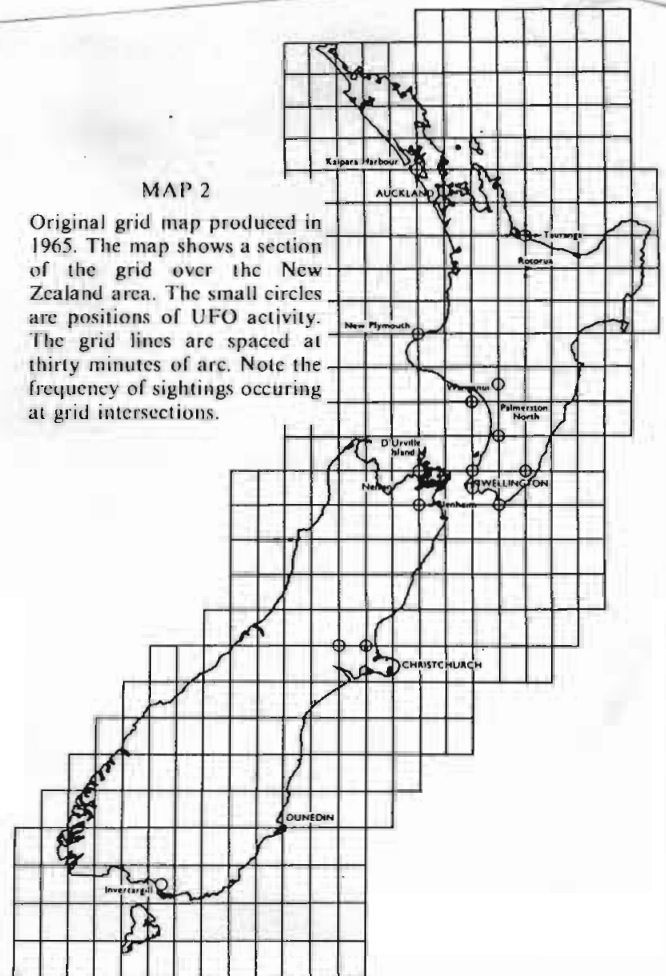 MAP 2
Original grid map produced in
1965. The map shows a section
of the grid over the New
Zealand area. The small circles
are positions of UFO activity.
The grid lines are spaced at
thirty minutes of arc. Note the
frequency of sightings occuring
at grid intersections.
Kaipara Harbour
AUCKLAND
Tauranga
Rotorua
New Plymouth
Wanganui
Palmerston
North
D'Urville
Island
Nelson
WELLINGTON
Blenheim
CHRISTCHURCH
DUNEDIN
Invercargill